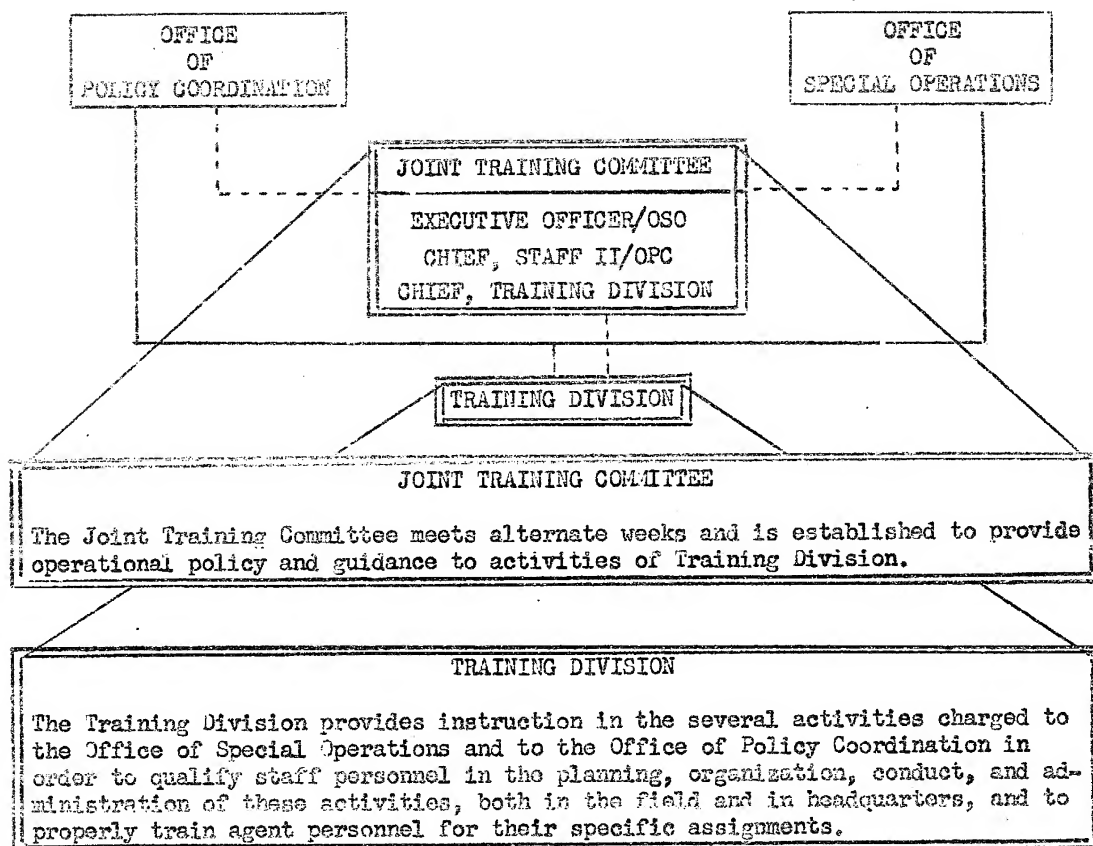 OFFICE
OF
POLICY COORDINATION
OFFICE
OF
SPECIAL OPERATIONS
JOINT TRAINING COMMITTEE
EXECUTIVE OFFICER/OSO
CHIEF, STAFF II/OPC
CHIEF, TRAINING DIVISION
TRAINING DIVISION
JOINT TRAINING COMMITTEE
The Joint Training Committee meets alternate weeks and is established to provide
operational policy and guidance to activities of Training Division.
TRAINING DIVISION
The Training Division provides instruction in the several activities charged to
the Office of Special Operations and to the Office of Policy Coordination in
order to qualify staff personnel in the planning, organization, conduct, and ad-
ministration of these activities, both in the field and in headquarters, and to
properly train agent personnel for their specific assignments.